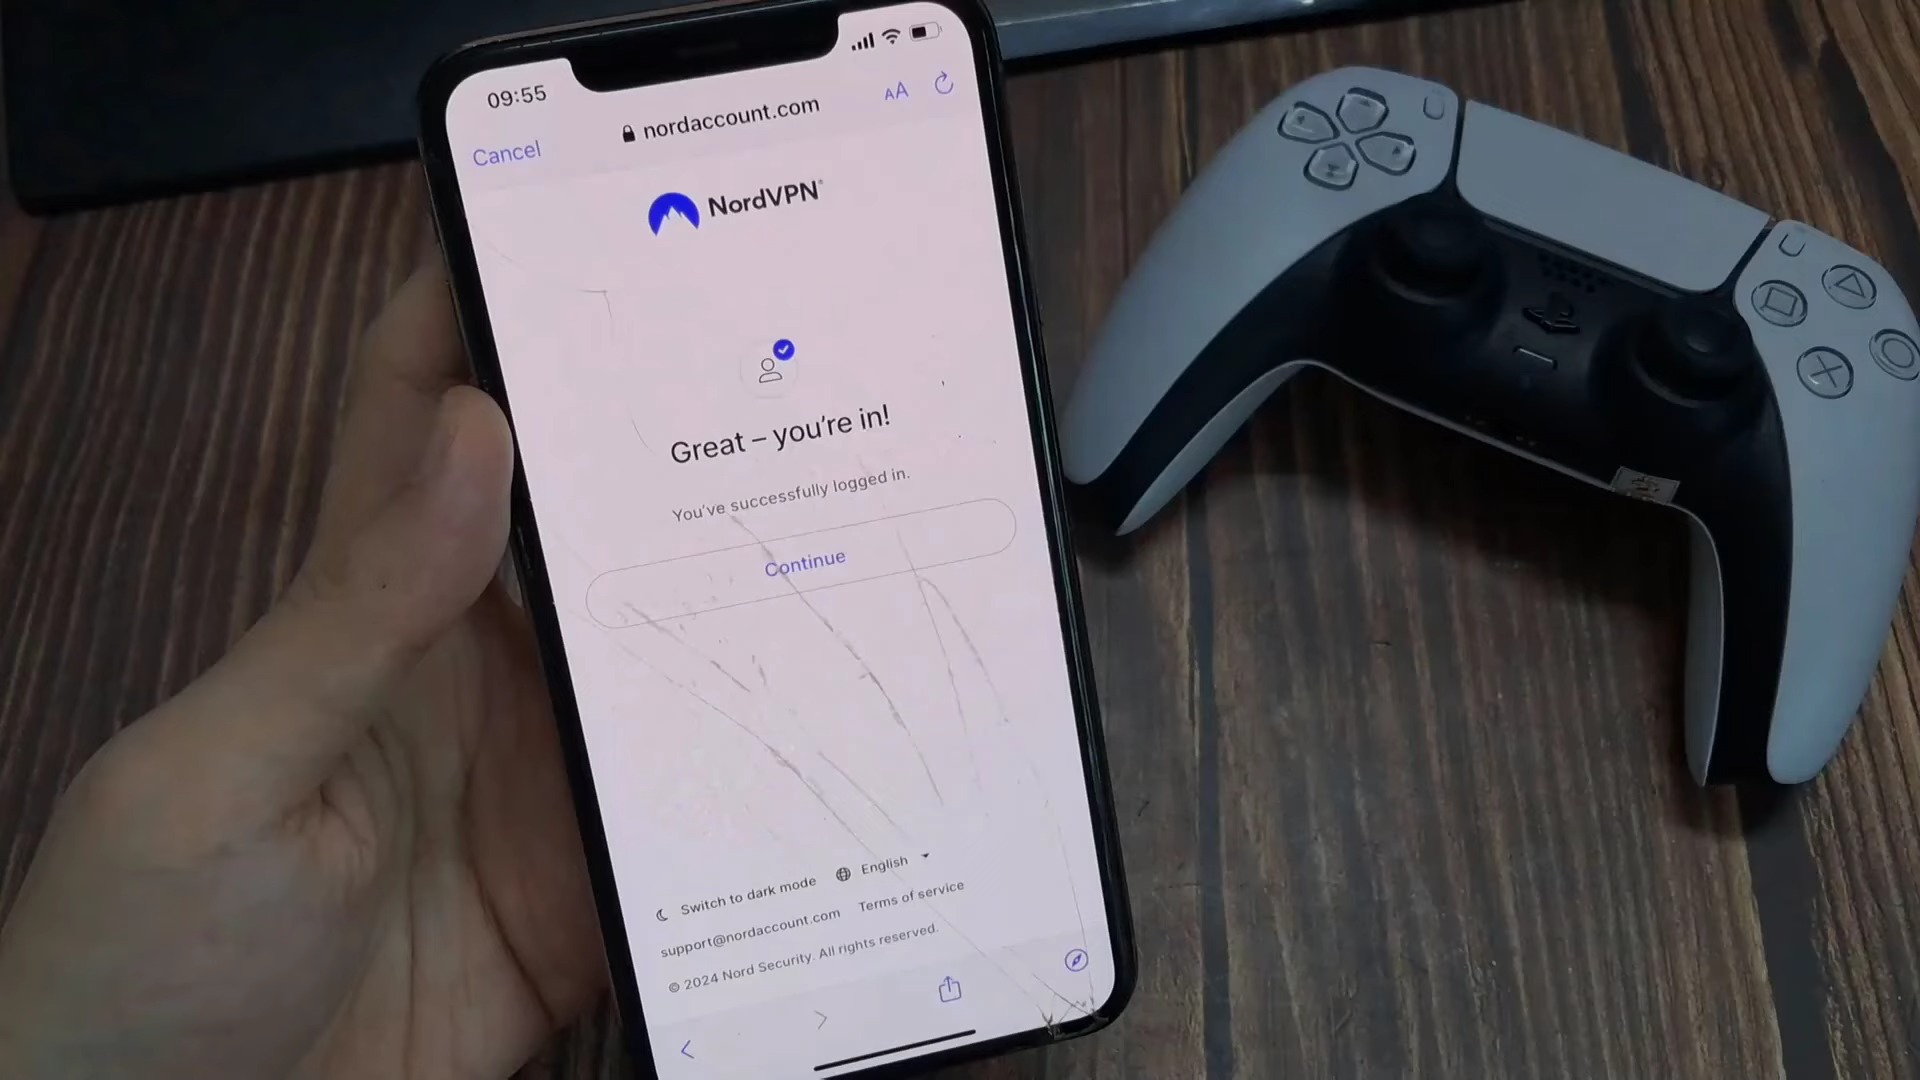 09:55
Cancel
nordaccount.com
AA
NordVPN®
Great – you're in!
You've successfully logged in.
Continue
Switch to dark mode
English
support@nordaccount.com
Terms of service
© 2024 Nord Security. All rights reserved.